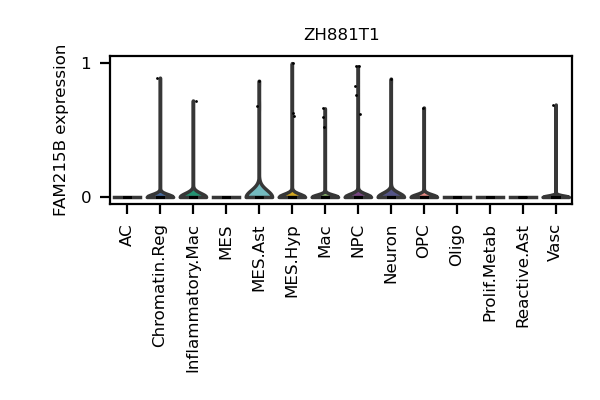 ZH881T1
FAM215B expression
1
0
AC
Chromatin.Reg
Inflammatory.Mac
MES
MES.Ast
MES.Hyp
Mac
NPC
Neuron
OPC
Oligo
Prolif.Metab
Reactive.Ast
Vasc